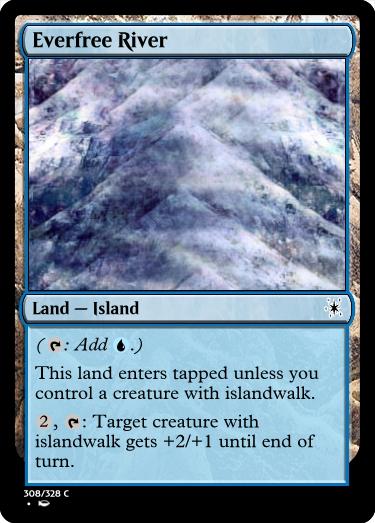 Everfree River
Land — Island
( : Add .)
This land enters tapped unless you
control a creature with islandwalk.
2, : Target creature with
islandwalk gets +2/+1 until end of
turn.
308/328 C